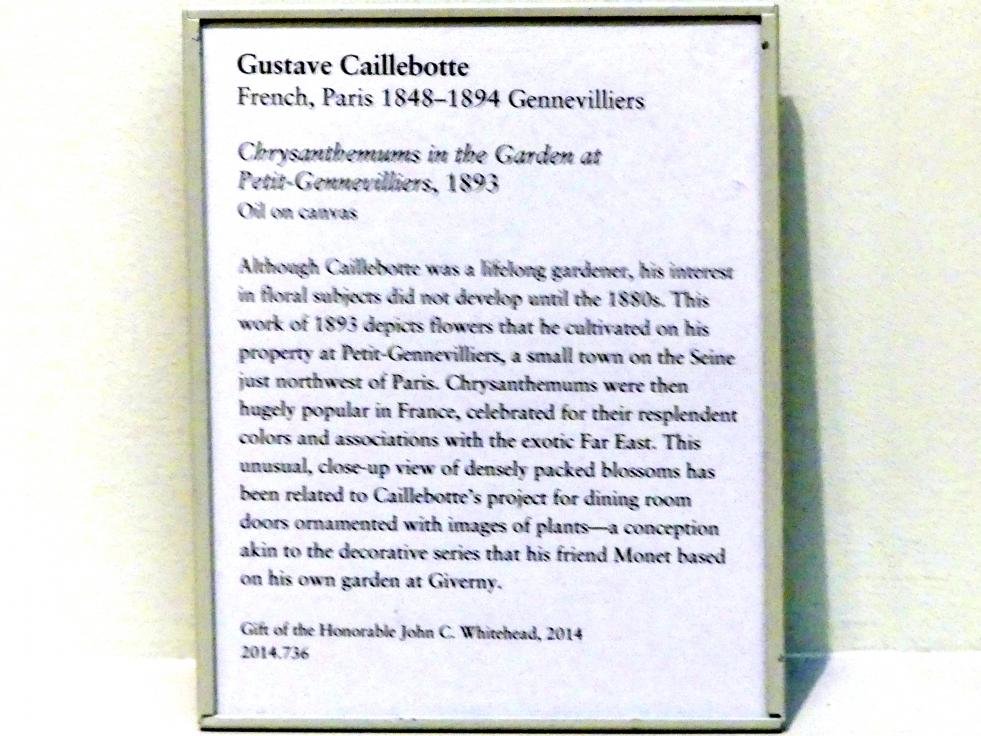 Gustave Caillebotte
French, Paris 1848–1894 Gennevilliers
Chrysanthemums in the Garden at
Petit-Gennevilliers, 1893
Oil on canvas
Although Caillebotte was a lifelong gardener, his interest
in floral subjects did not develop until the 1880s. This
work of 1893 depicts flowers that he cultivated on his
property at Petit-Gennevilliers, a small town on the Seine
just northwest of Paris. Chrysanthemums were then
hugely popular in France, celebrated for their resplendent
colors and associations with the exotic Far East. This
unusual, close-up view of densely packed blossoms has
been related to Caillebotte's project for dining room
doors ornamented with images of plants—a conception
akin to the decorative series that his friend Monet based
on his own garden at Giverny.
Gift of the Honorable John C. Whitehead, 2014
2014.736